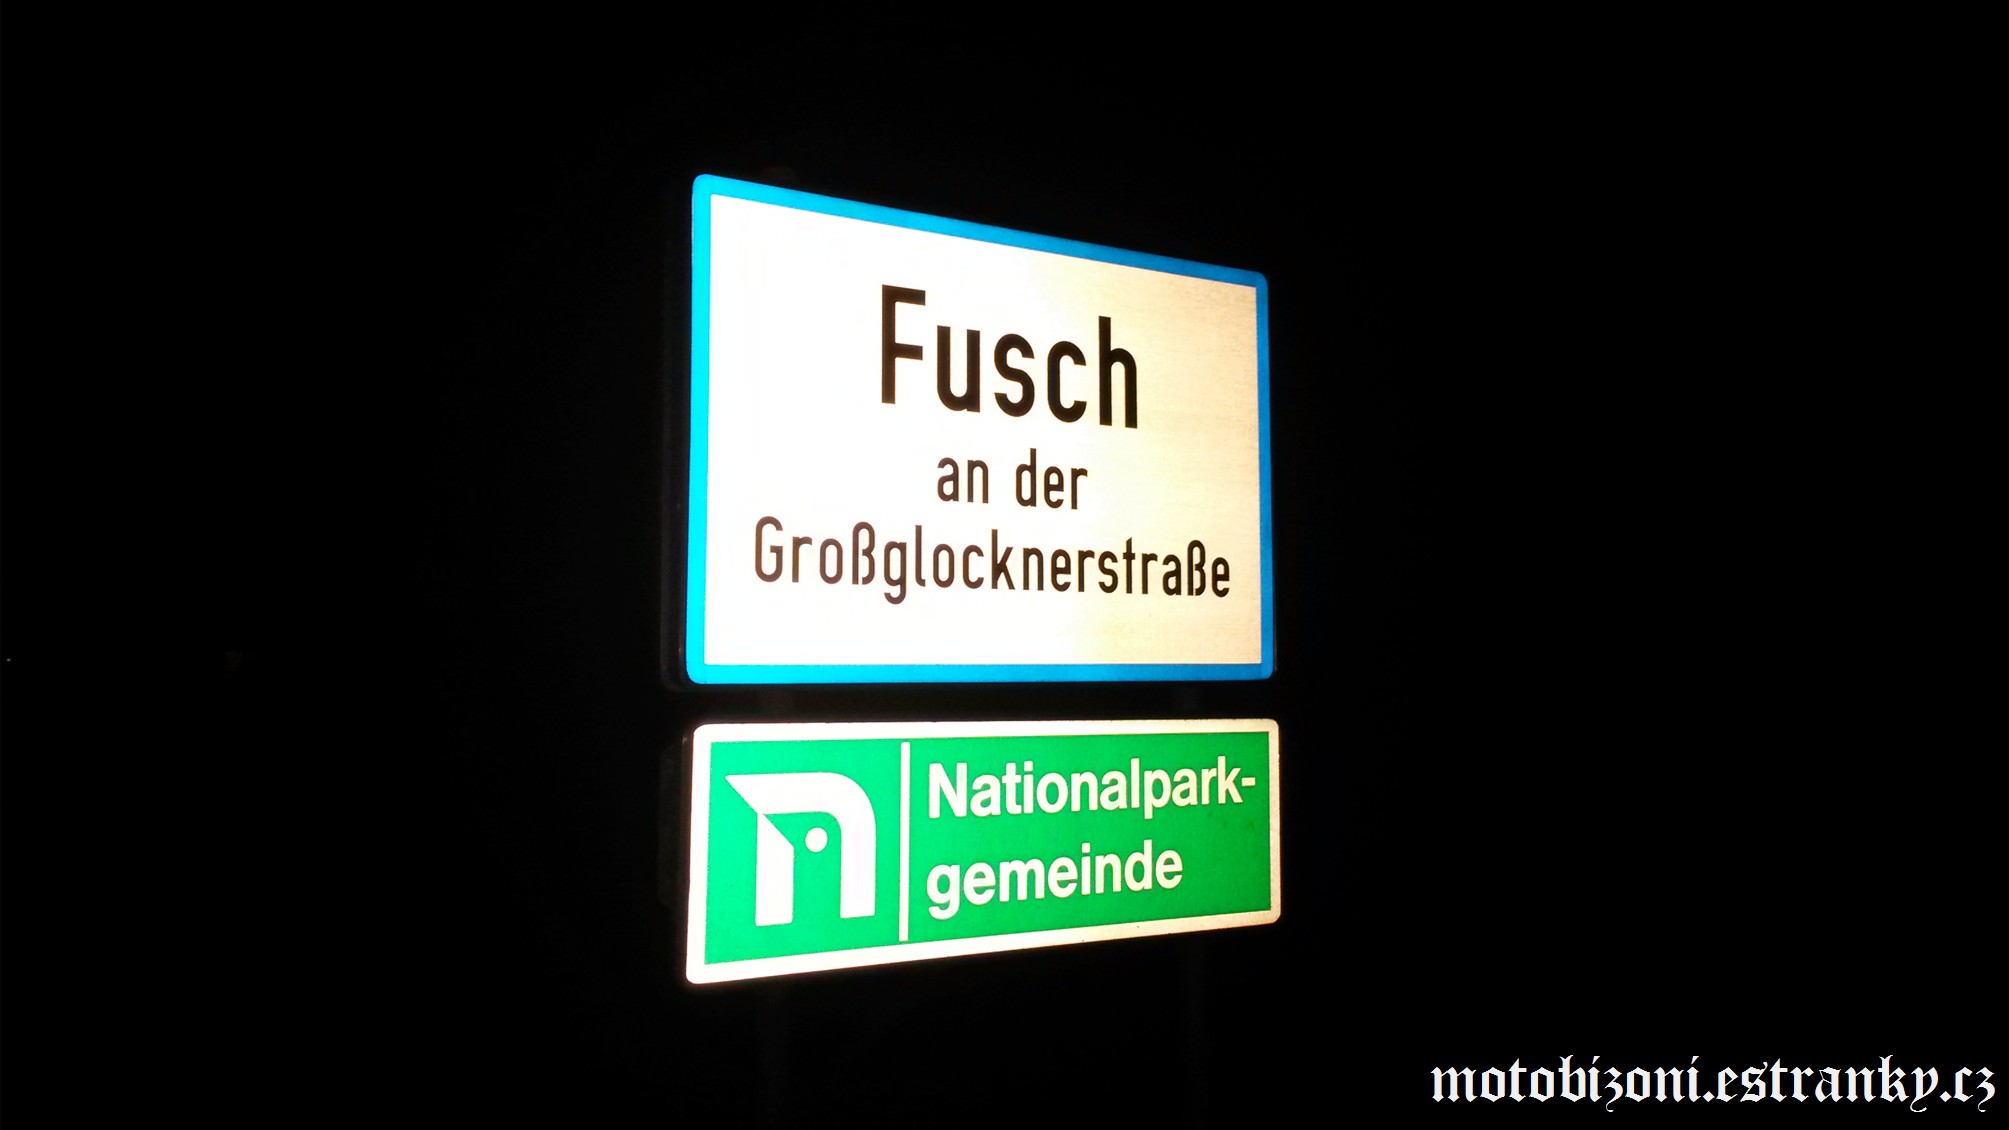 Fusch
an der
Großglocknerstraße
Nationalpark-
gemeinde
motobizoni.estranky.cz